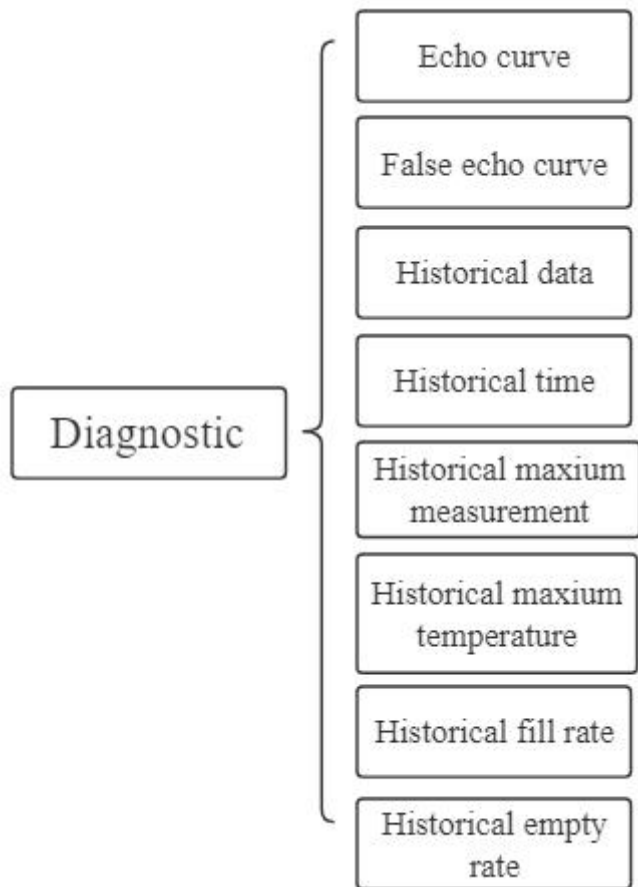 Echo curve
False echo curve
Historical data
Historical time
Diagnostic
Historical maxium
measurement
Historical maxium
temperature
Historical fill rate
Historical empty
rate